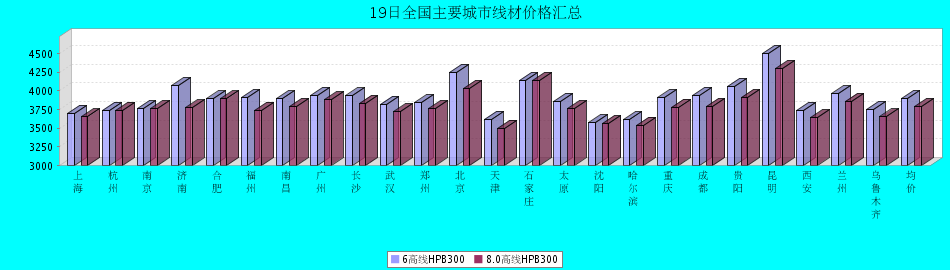 19日全国主要城市线材价格汇总
4500
4250
4000
3750
3500
3250
3000
上海
杭州
南京
济南
合肥
福州
南昌
广州
长沙
武汉
郑州
北京
天津
石家庄
太原
沈阳
哈尔滨
重庆
成都
贵阳
昆明
西安
兰州
乌鲁木齐
均价
6高线HPB300 8.0高线HPB300